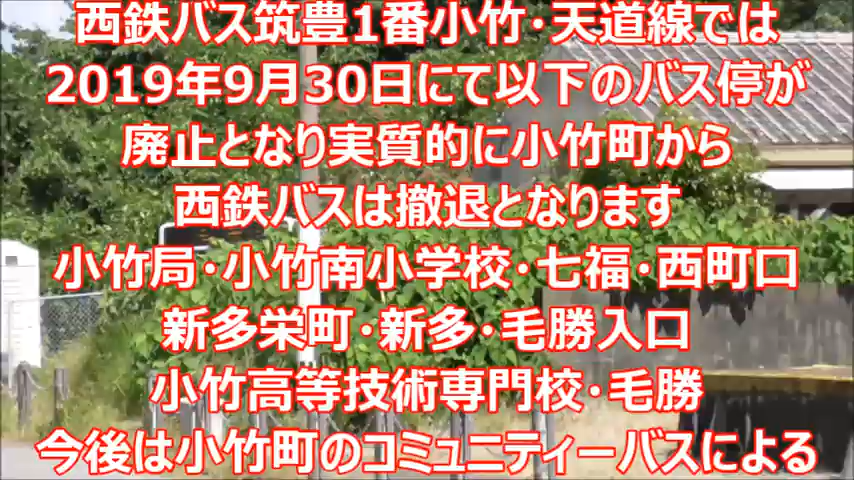 西鉄バス筑豊1番小竹・天道線では
2019年9月30日にて以下のバス停が
廃止となり実質的に小竹町から
西鉄バスは撤退となります
小竹局・小竹南小学校・七福・西町口
新多栄町・新多・毛勝入口
小竹高等技術専門校・毛勝
今後は小竹町のコミュニティーバスによる